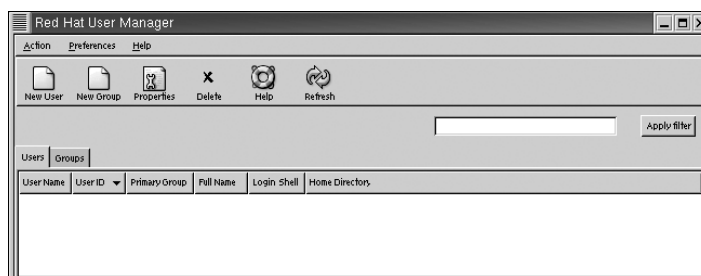 Red Hat User Manager
Action Preferences Help
New User New Group Properties Delete Help Refresh
Apply filter
Users Groups
User Name User ID Primary Group Full Name Login Shell Home Directory